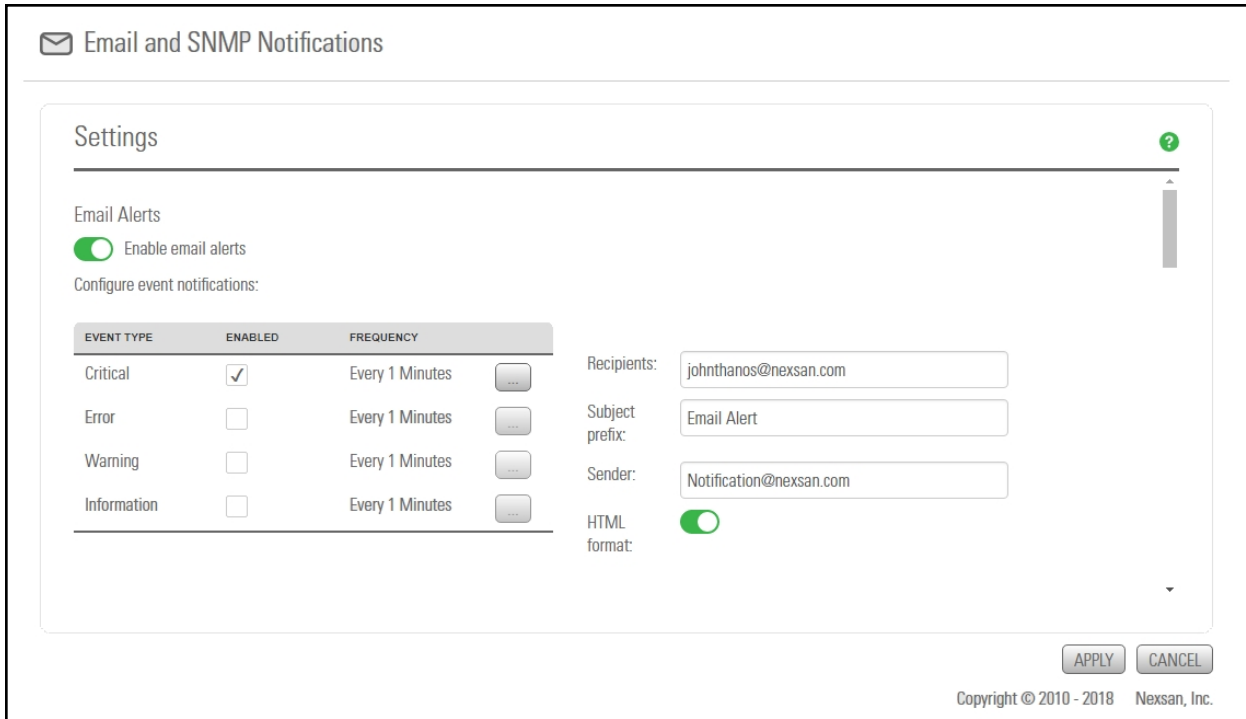 Email and SNMP Notifications
Settings
?
Email Alerts
Enable email alerts
Configure event notifications:
EVENT TYPE ENABLED FREQUENCY
Critical Every 1 Minutes ...
Error Every 1 Minutes ...
Warning Every 1 Minutes ...
Information Every 1 Minutes ...
Recipients: johnthanos@nexsan.com
Subject
prefix: Email Alert
Sender: Notification@nexsan.com
HTML
format:
APPLY CANCEL
Copyright © 2010 - 2018 Nexsan, Inc.